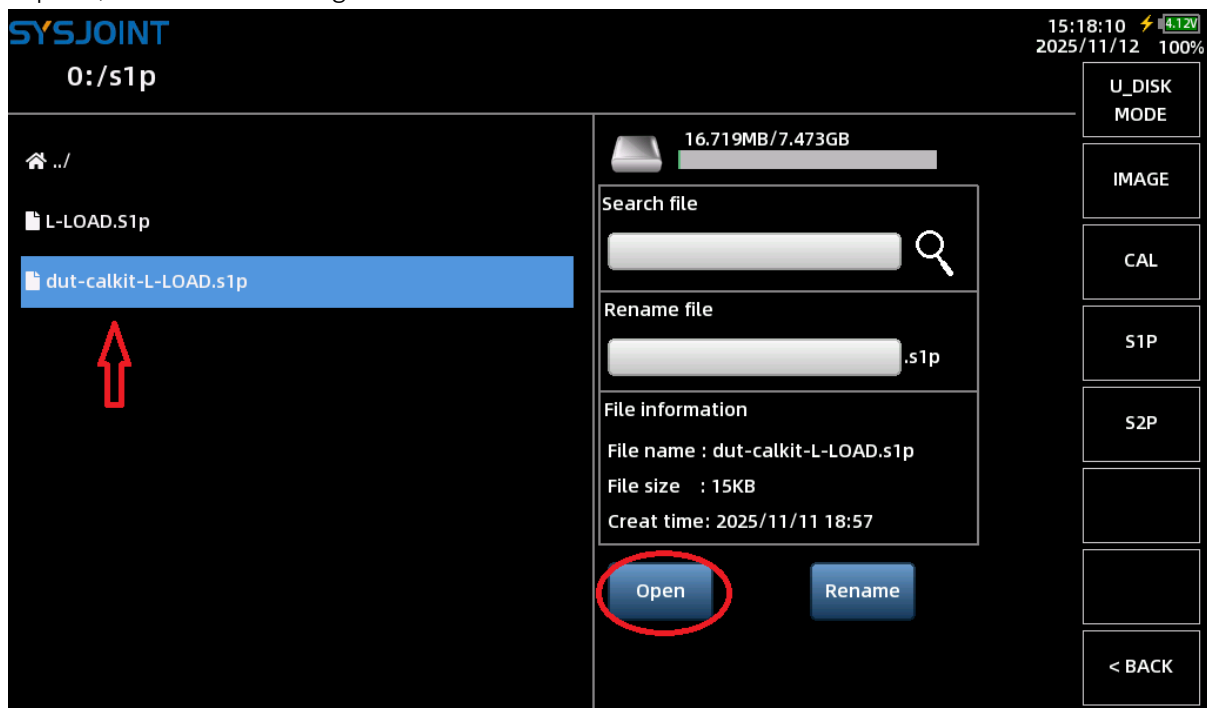 SYSJOINT
15:18:10 4.12V
2025/11/12 100%
0:/s1p
../
L-LOAD.S1p
dut-calkit-L-LOAD.s1p
16.719MB/7.473GB
Search file
Rename file
.s1p
File information
File name : dut-calkit-L-LOAD.s1p
File size : 15KB
Creat time: 2025/11/11 18:57
Open
Rename
U_DISK
MODE
IMAGE
CAL
S1P
S2P
< BACK